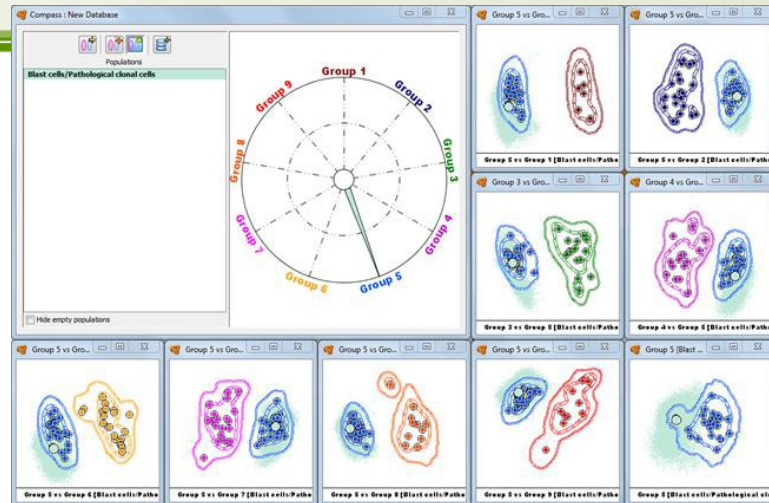 Compass : New Database
Populations
Blast cells/Pathological clonal cells
Hide empty populations
Group 1
Group 2
Group 3
Group 4
Group 5
Group 6
Group 7
Group 8
Group 9
Group 5 vs Gro...
Group 5 vs Group 1 [Blast cells/Patho
Group 5 vs Gro...
Group 5 vs Group 2 [Blast cells/Patho
Group 3 vs Gro...
Group 3 vs Group 5 [Blast cells/Patho
Group 4 vs Gro...
Group 4 vs Group 5 [Blast cells/Patho
Group 5 vs Gro...
Group 5 vs Group 6 [Blast cells/Patho
Group 5 vs Gro...
Group 5 vs Group 7 [Blast cells/Patho
Group 5 vs Gro...
Group 5 vs Group 8 [Blast cells/Patho
Group 5 vs Gro...
Group 5 vs Group 9 [Blast cells/Patho
Group 5 [Blast ...
Group 5 [Blast cells/Pathological cl